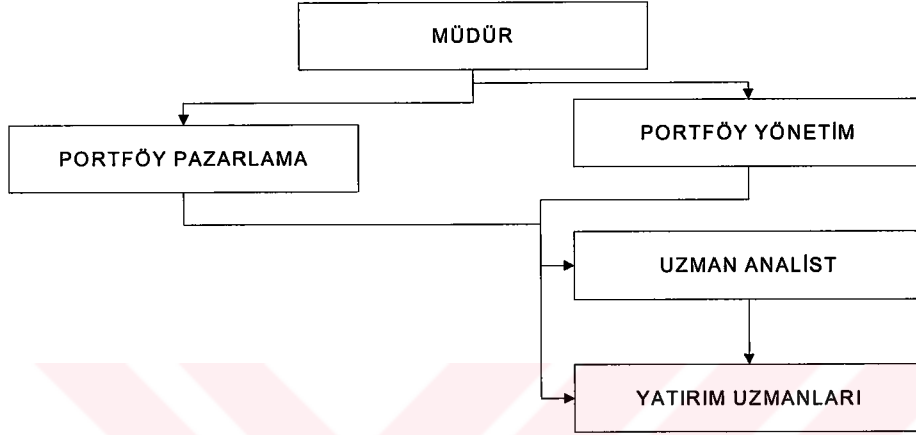 MÜDÜR
PORTFÖY PAZARLAMA
PORTFÖY YÖNETİM
UZMAN ANALİST
YATIRIM UZMANLARI